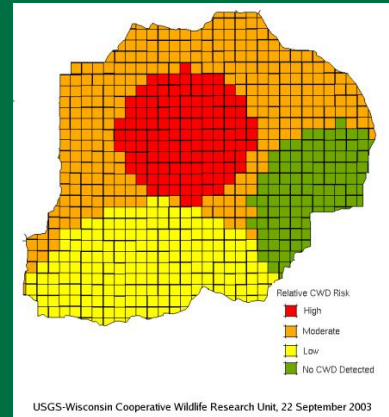 Relative CWD Risk
High
Moderate
Low
No CWD Detected
USGS-Wisconsin Cooperative Wildlife Research Unit, 22 September 2003